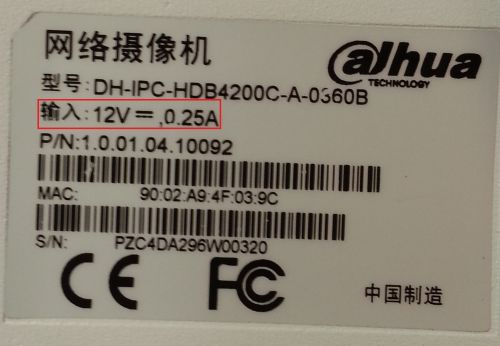 网络摄像机
alhua
TECHNOLOGY
型号: DH-IPC-HDB4200C-A-0360B
输入: 12V⎓,0.25A
P/N:1.0.01.04.10092
MAC: 90:02:A9:4F:03:9C
S/N: PZC4DA296W00320
CE FC
中国制造